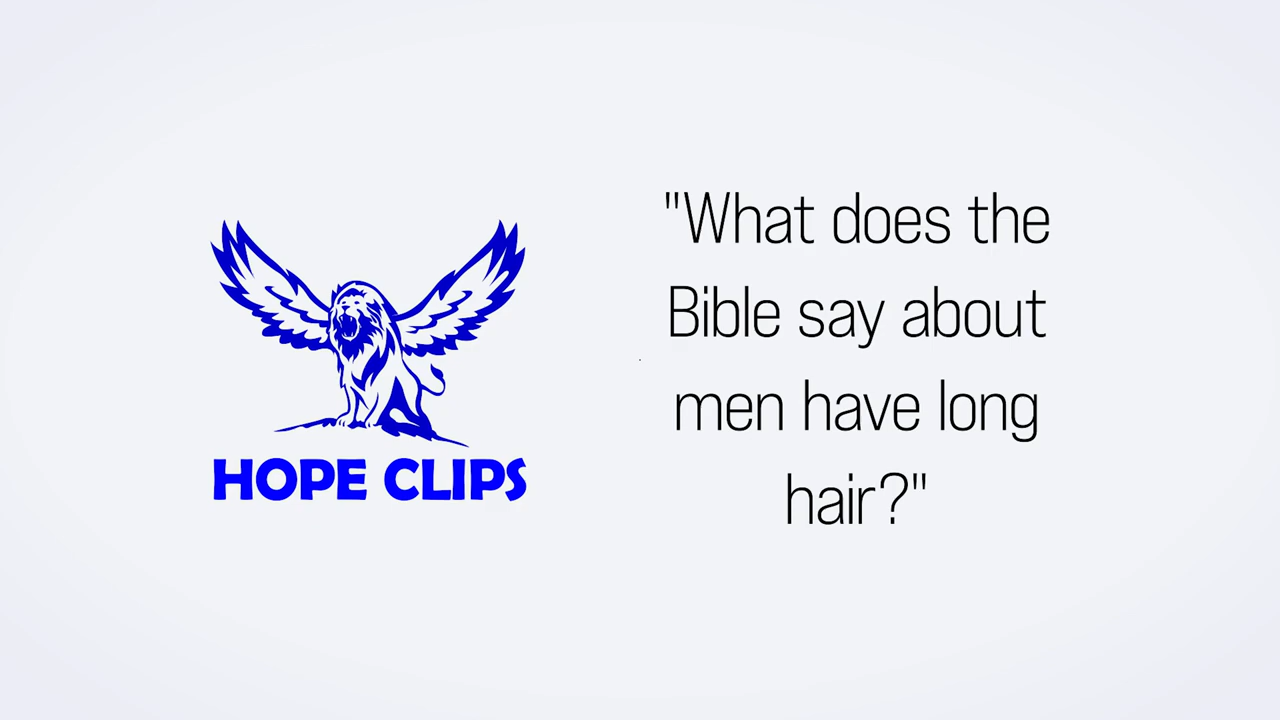 HOPE CLIPS
"What does the
Bible say about
men have long
hair?"